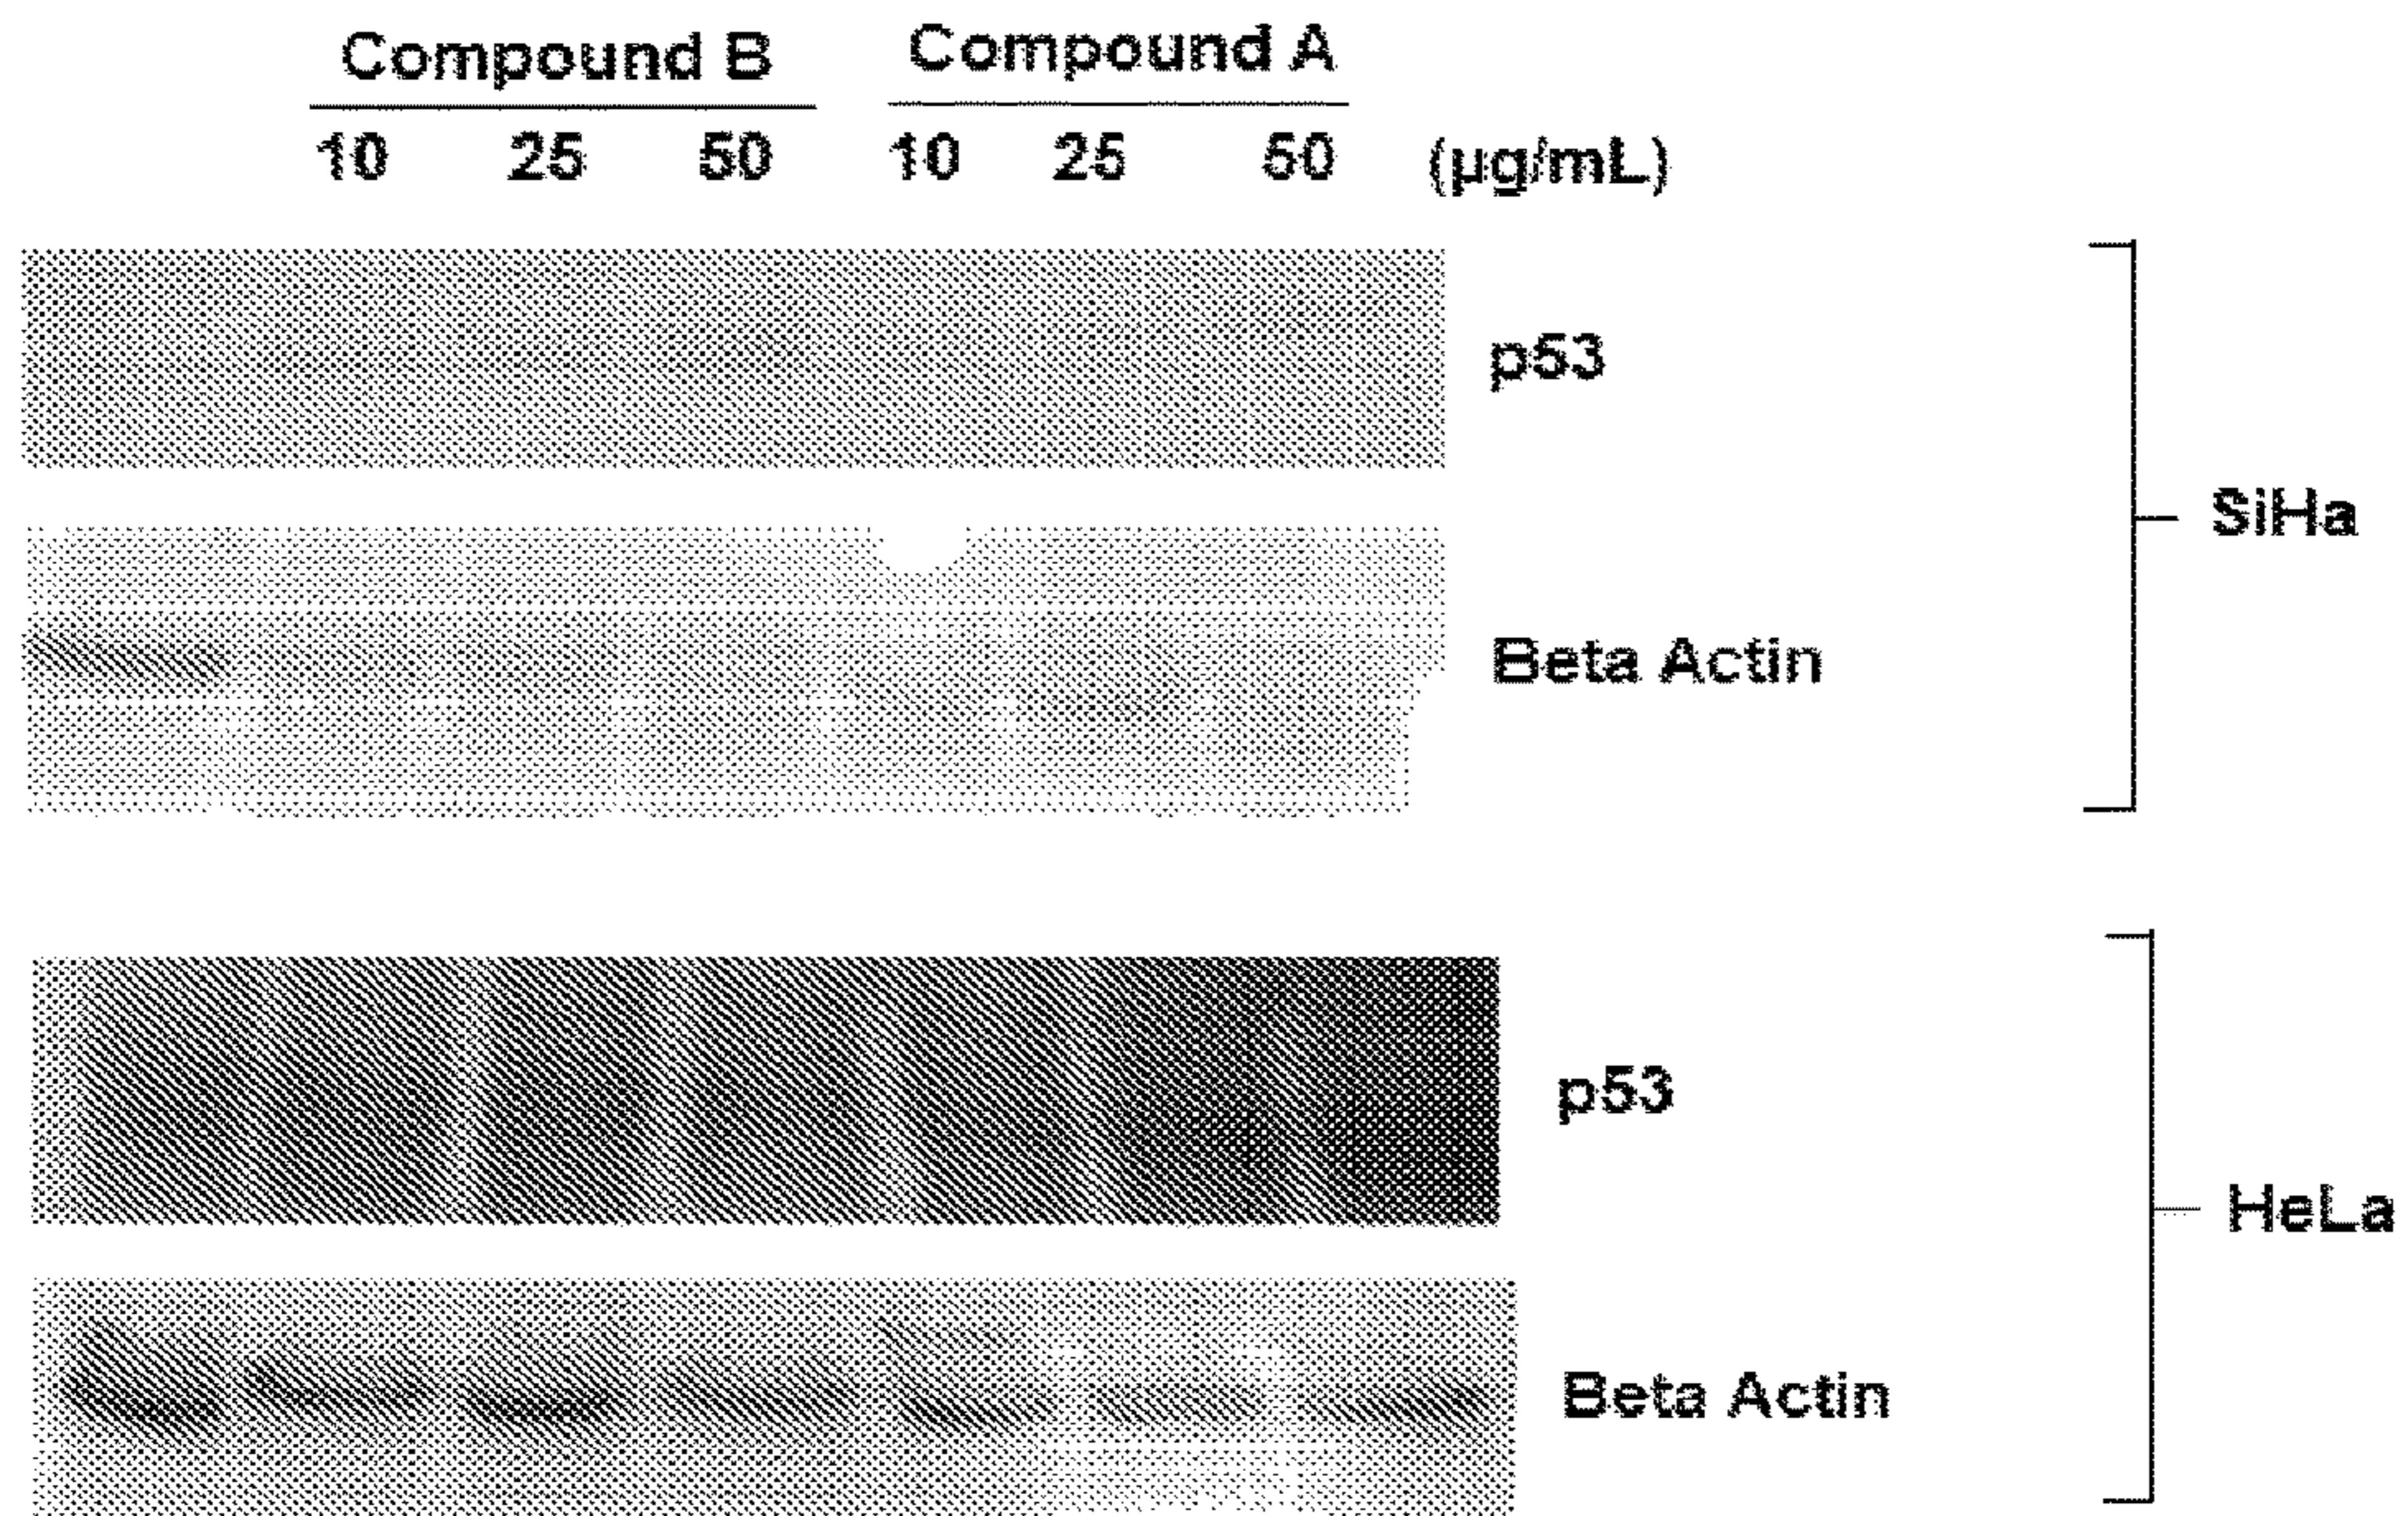 Compound B Compound A
10 25 50 10 25 50 (µg/mL)
p53
SiHa
Beta Actin
p53
HeLa
Beta Actin